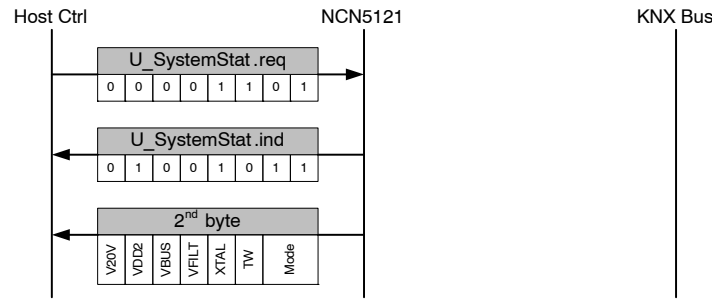 Host Ctrl NCN5121 KNX Bus
U_SystemStat.req
0 0 0 0 1 1 0 1
U_SystemStat.ind
0 1 0 0 1 0 1 1
2nd byte
V20V VDD2 VBUS VFILT XTAL TW Mode